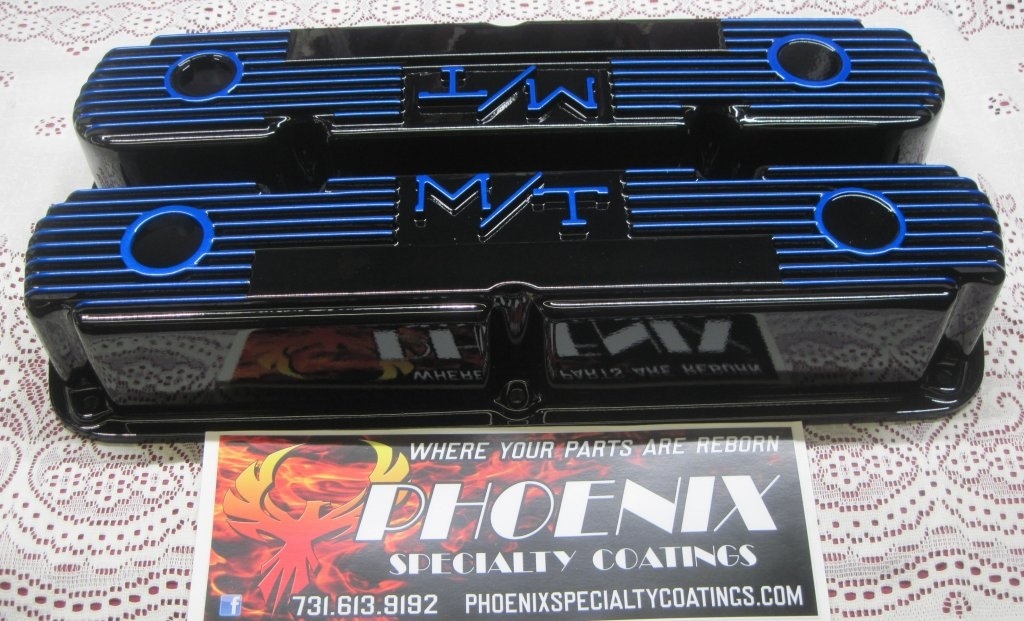 M/T
M/T
WHERE YOUR PARTS ARE REBORN
PHOENIX
SPECIALTY COATINGS
f 731.613.9192 PHOENIXSPECIALTYCOATINGS.COM